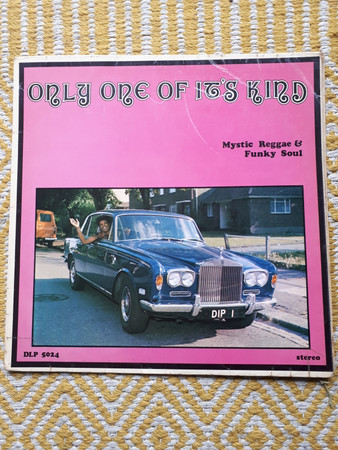 ONLY ONE OF IT'S KIND
Mystic Reggae &
Funky Soul
DIP 1
DLP 5024
stereo